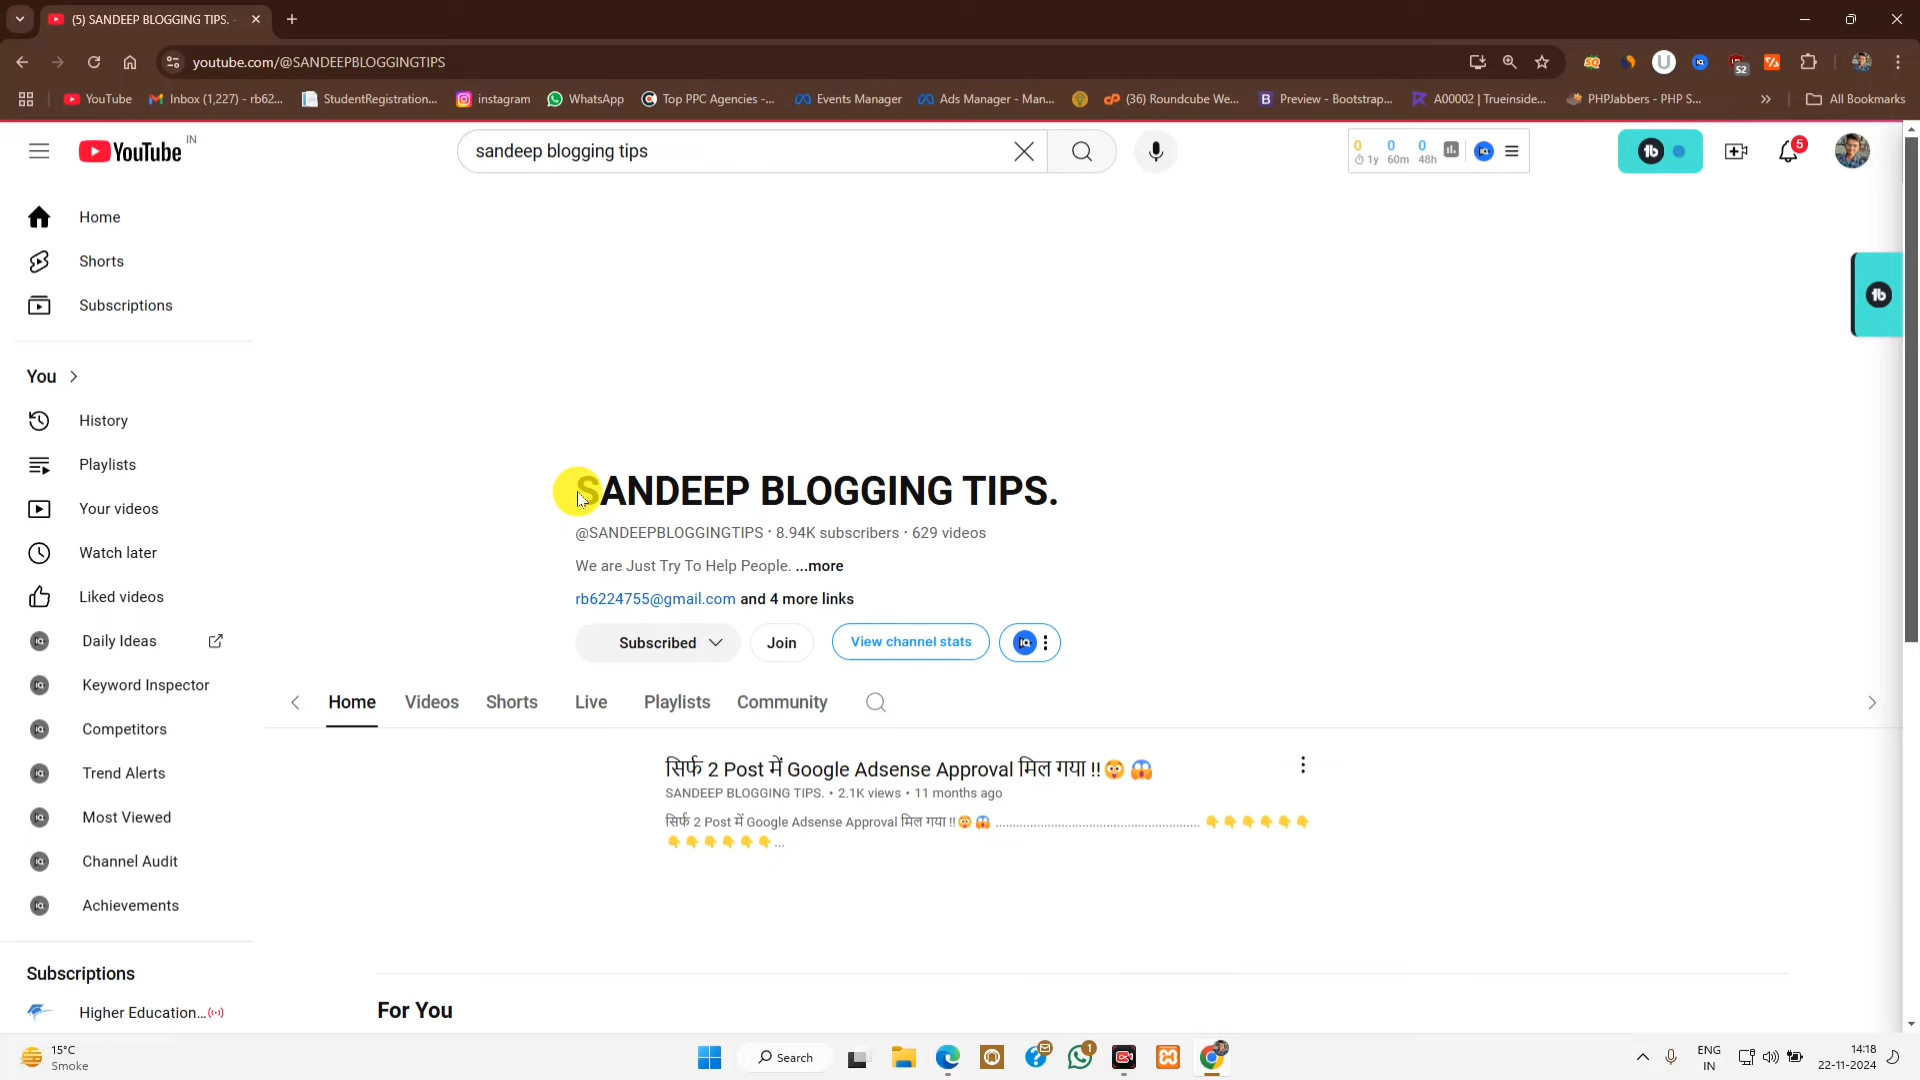 (5) SANDEEP BLOGGING TIPS.
youtube.com/@SANDEEPBLOGGINGTIPS
52
YouTube
Inbox (1,227) - rb62...
StudentRegistration...
instagram
WhatsApp
Top PPC Agencies -...
Events Manager
Ads Manager - Man...
(36) Roundcube We...
Preview - Bootstrap...
A00002 | Trueinside...
PHPJabbers - PHP S...
All Bookmarks
YouTube IN
sandeep blogging tips
0 0 0
1y 60m 48h
5
Home
Shorts
Subscriptions
You
History
Playlists
Your videos
Watch later
Liked videos
Daily Ideas
Keyword Inspector
Competitors
Trend Alerts
Most Viewed
Channel Audit
Achievements
Subscriptions
Higher Education...
SANDEEP BLOGGING TIPS.
@SANDEEPBLOGGINGTIPS · 8.94K subscribers · 629 videos
We are Just Try To Help People. ...more
rb6224755@gmail.com and 4 more links
Subscribed
Join
View channel stats
Home
Videos
Shorts
Live
Playlists
Community
सिर्फ 2 Post में Google Adsense Approval मिल गया !!😳 😱
SANDEEP BLOGGING TIPS. • 2.1K views • 11 months ago
सिर्फ 2 Post में Google Adsense Approval मिल गया !!😳 😱 ...................................................... 👇 👇 👇 👇 👇 👇
👇 👇 👇 👇 👇 👇 ...
For You
15°C
Smoke
Search
1
ENG
IN
14:18
22-11-2024